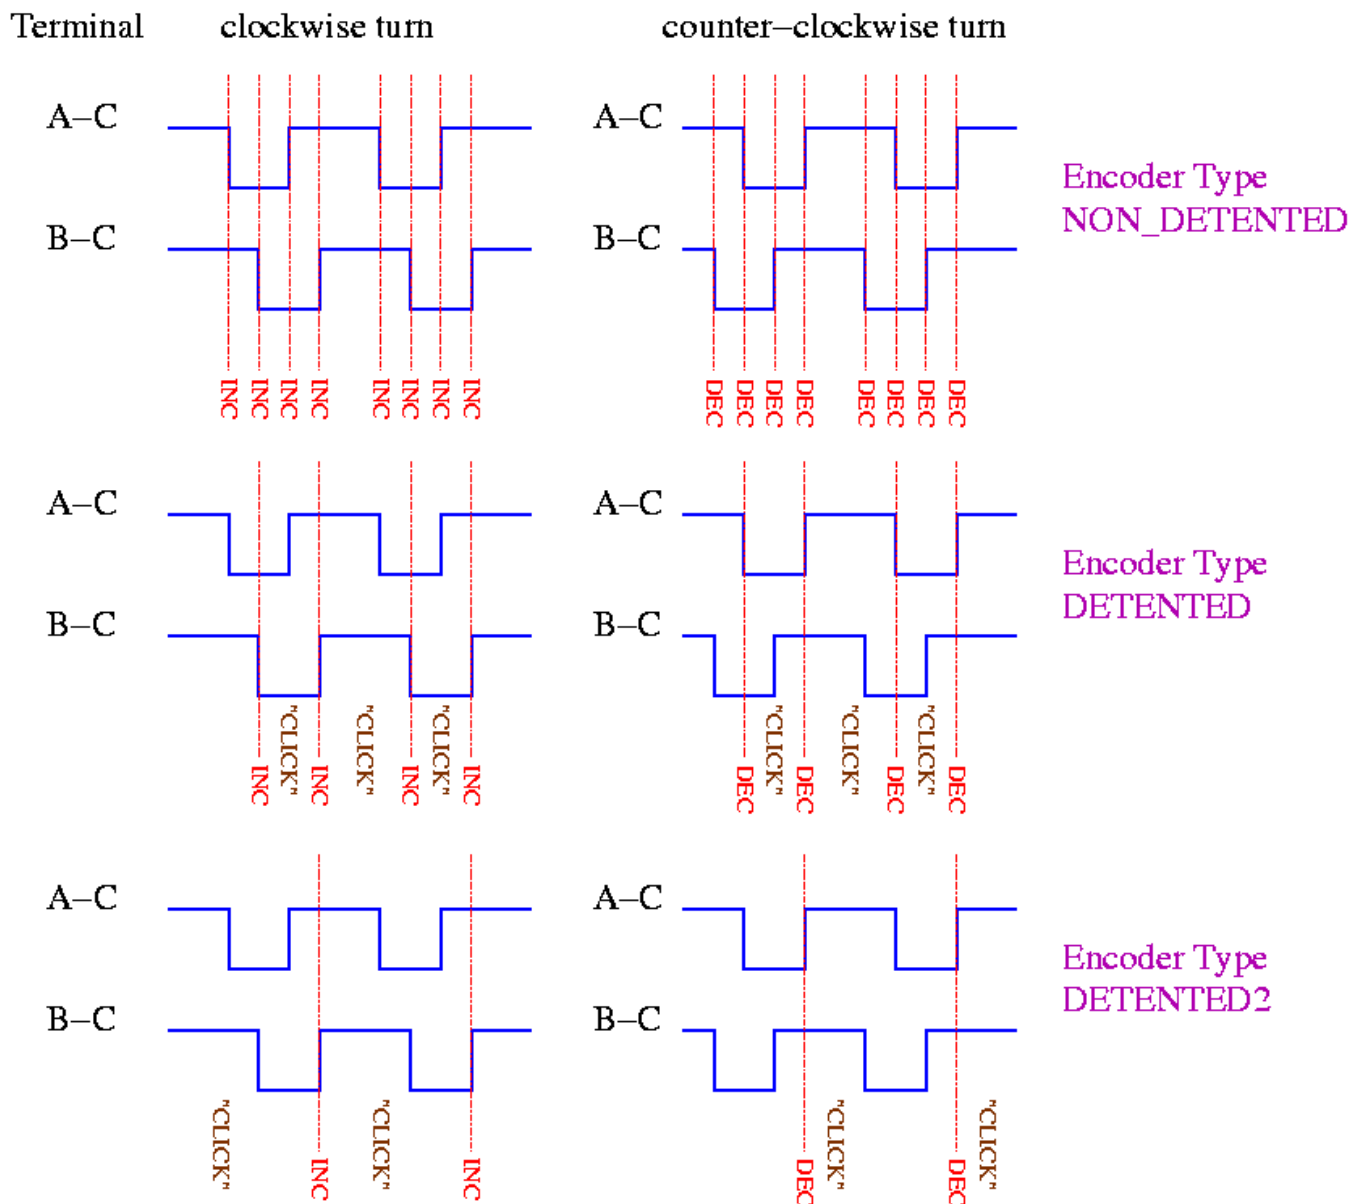 Terminal clockwise turn counter–clockwise turn
A–C A–C
Encoder Type
NON_DETENTED
B–C B–C
INC INC INC INC INC INC INC INC DEC DEC DEC DEC DEC DEC DEC DEC
A–C A–C
Encoder Type
DETENTED
B–C B–C
"CLICK" "CLICK" "CLICK" "CLICK" "CLICK" "CLICK"
INC INC INC INC DEC DEC DEC DEC
A–C A–C
Encoder Type
DETENTED2
B–C B–C
"CLICK" "CLICK" "CLICK" "CLICK"
INC INC DEC DEC